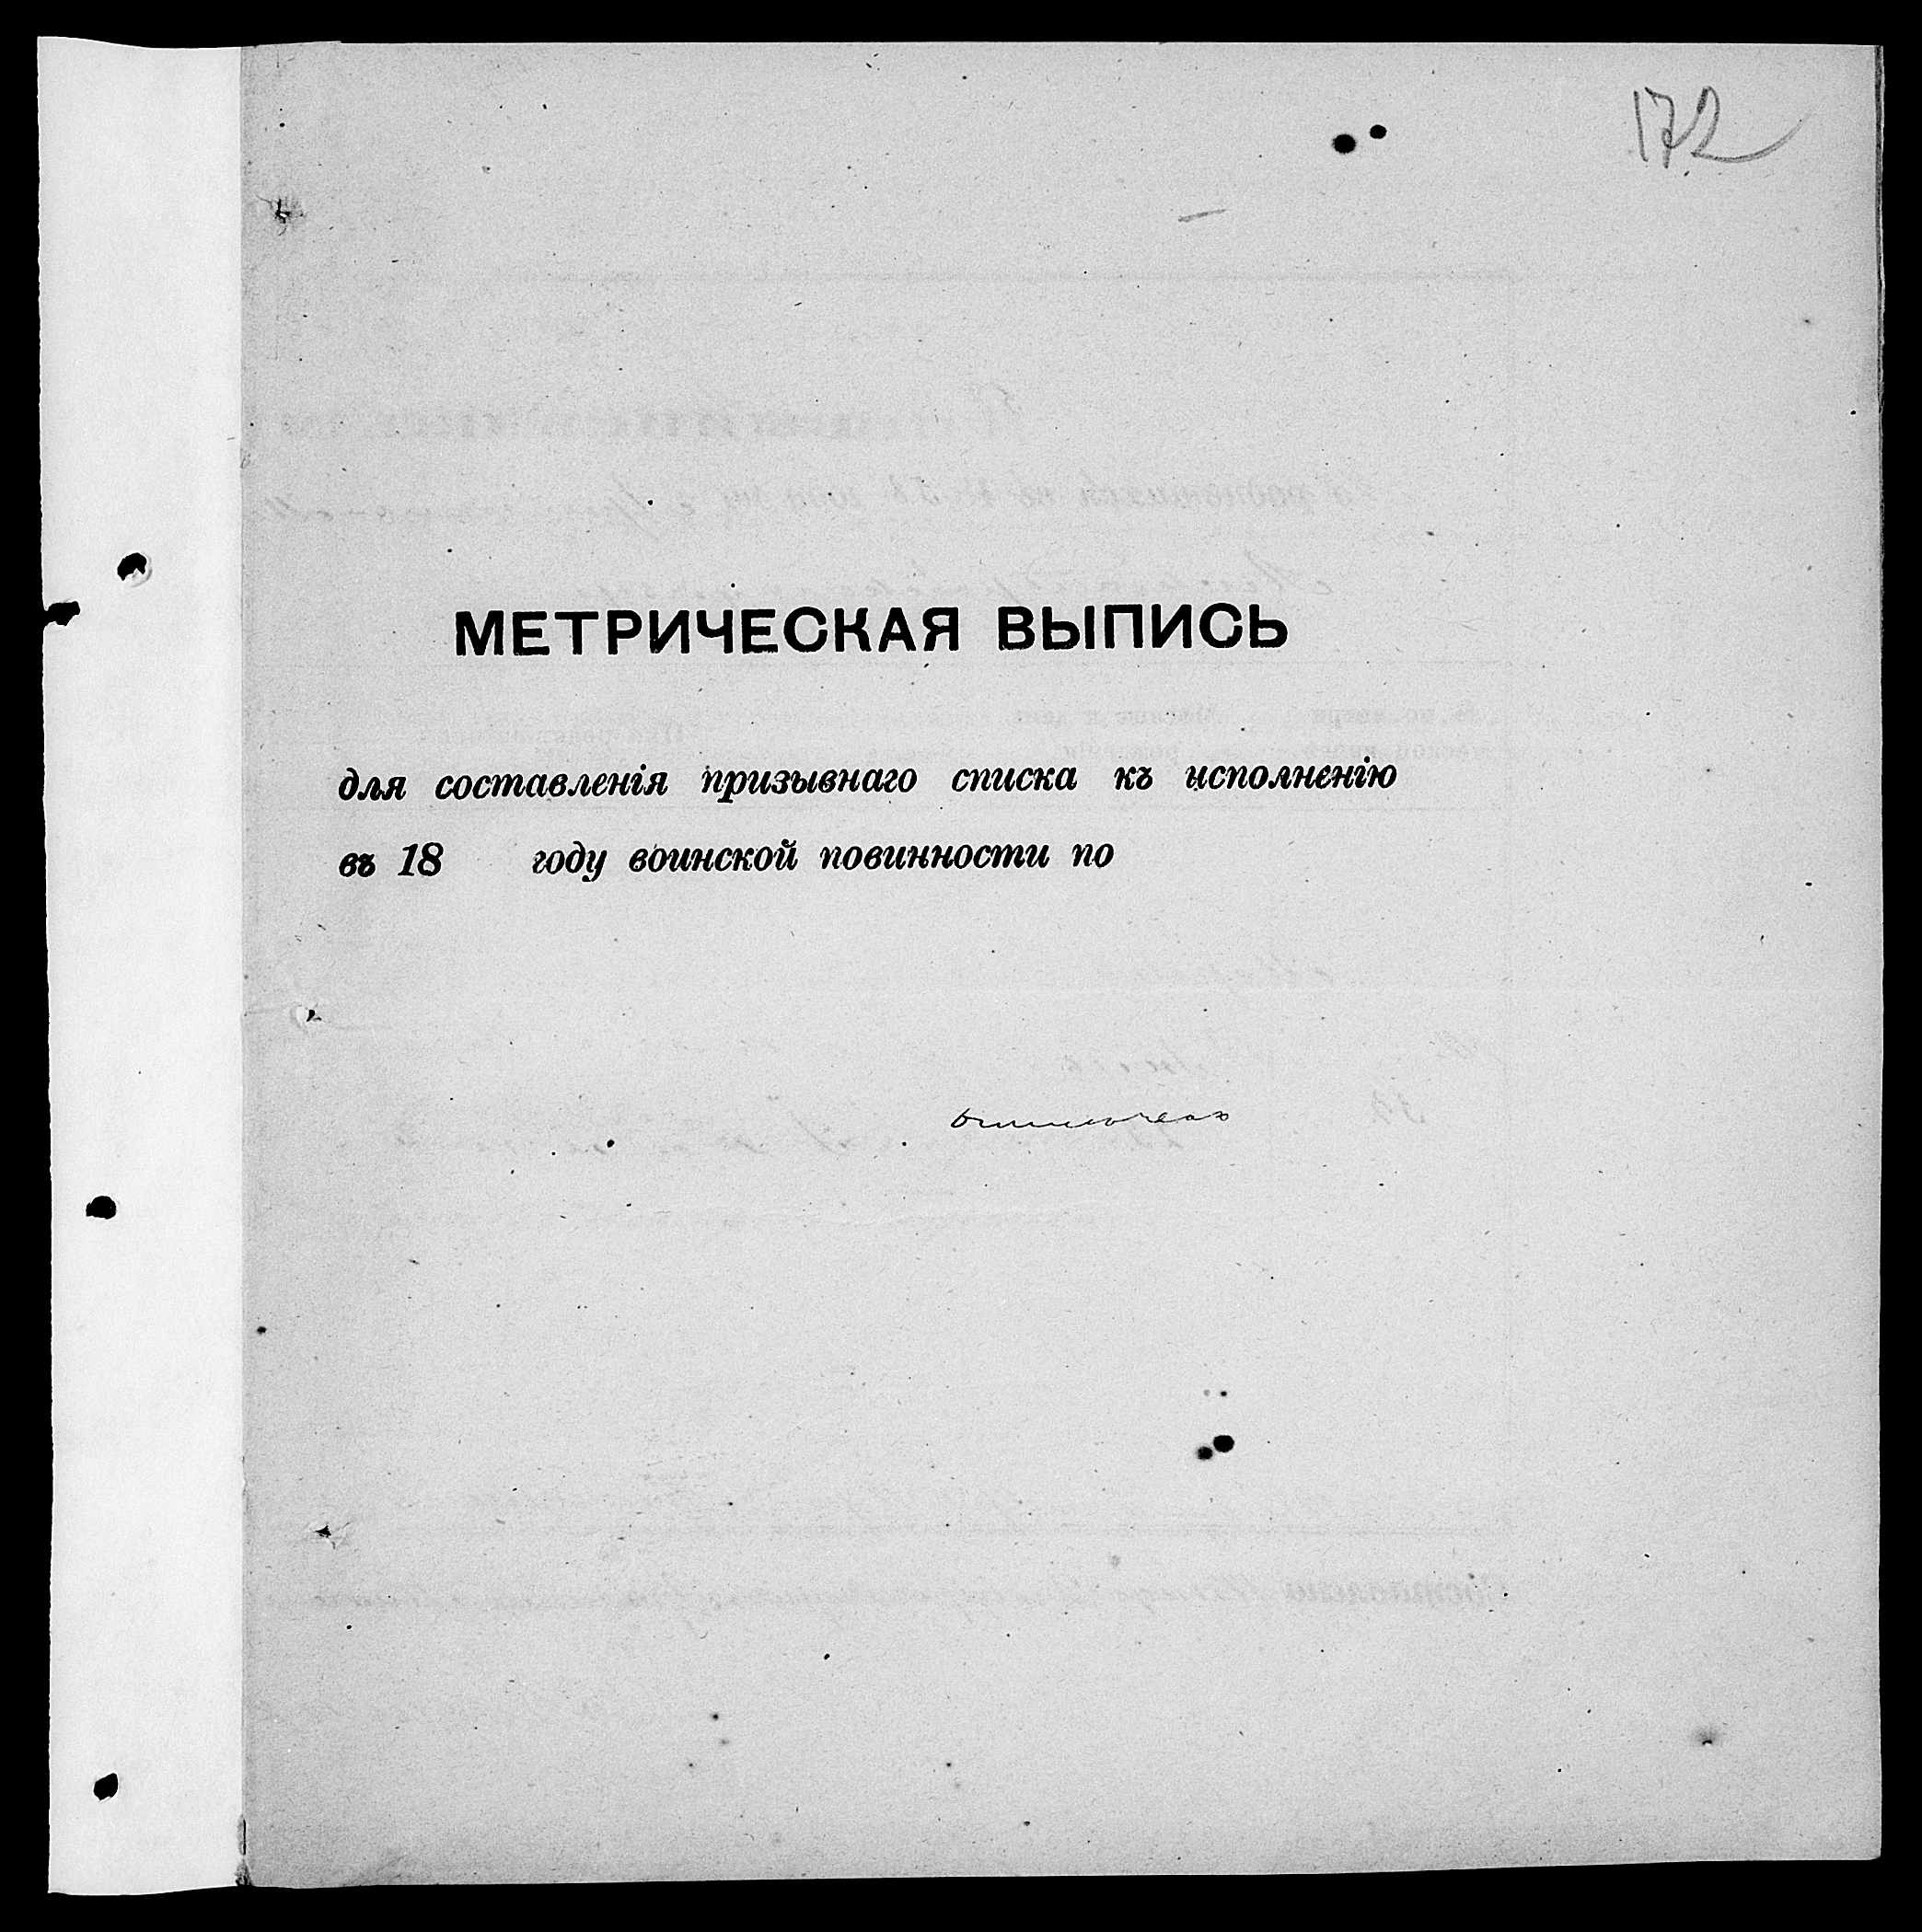 172
МЕТРИЧЕСКАЯ ВЫПИСЬ
для составленія призывнаго списка къ исполненію
въ 18 году воинской повинности по